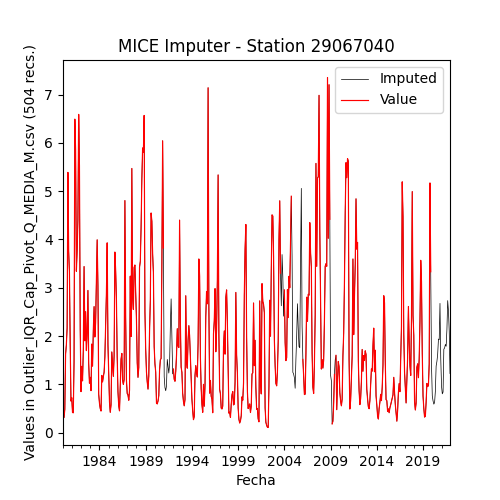 MICE Imputer - Station 29067040
Imputed
Value
Values in Outlier_IQR_Cap_Pivot_Q_MEDIA_M.csv (504 recs.)
7
6
5
4
3
2
1
0
1984 1989 1994 1999 2004 2009 2014 2019
Fecha